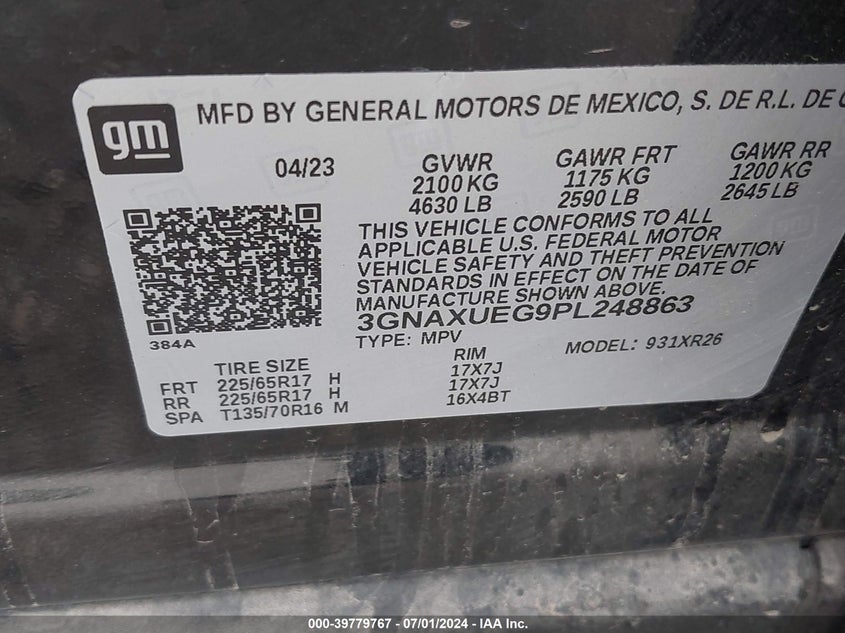 MFD BY GENERAL MOTORS DE MEXICO, S. DE R.L. DE
gm
04/23
GVWR GAWR FRT GAWR RR
2100 KG 1175 KG 1200 KG
4630 LB 2590 LB 2645 LB
THIS VEHICLE CONFORMS TO ALL
APPLICABLE U.S. FEDERAL MOTOR
VEHICLE SAFETY AND THEFT PREVENTION
STANDARDS IN EFFECT ON THE DATE OF
MANUFACTURE SHOWN ABOVE.
3GNAXUEG9PL248863
384A
TYPE: MPV MODEL: 931XR26
TIRE SIZE RIM
FRT 225/65R17 H 17X7J
RR 225/65R17 H 17X7J
SPA T135/70R16 M 16X4BT
000-39779767 - 07/01/2024 - IAA Inc.